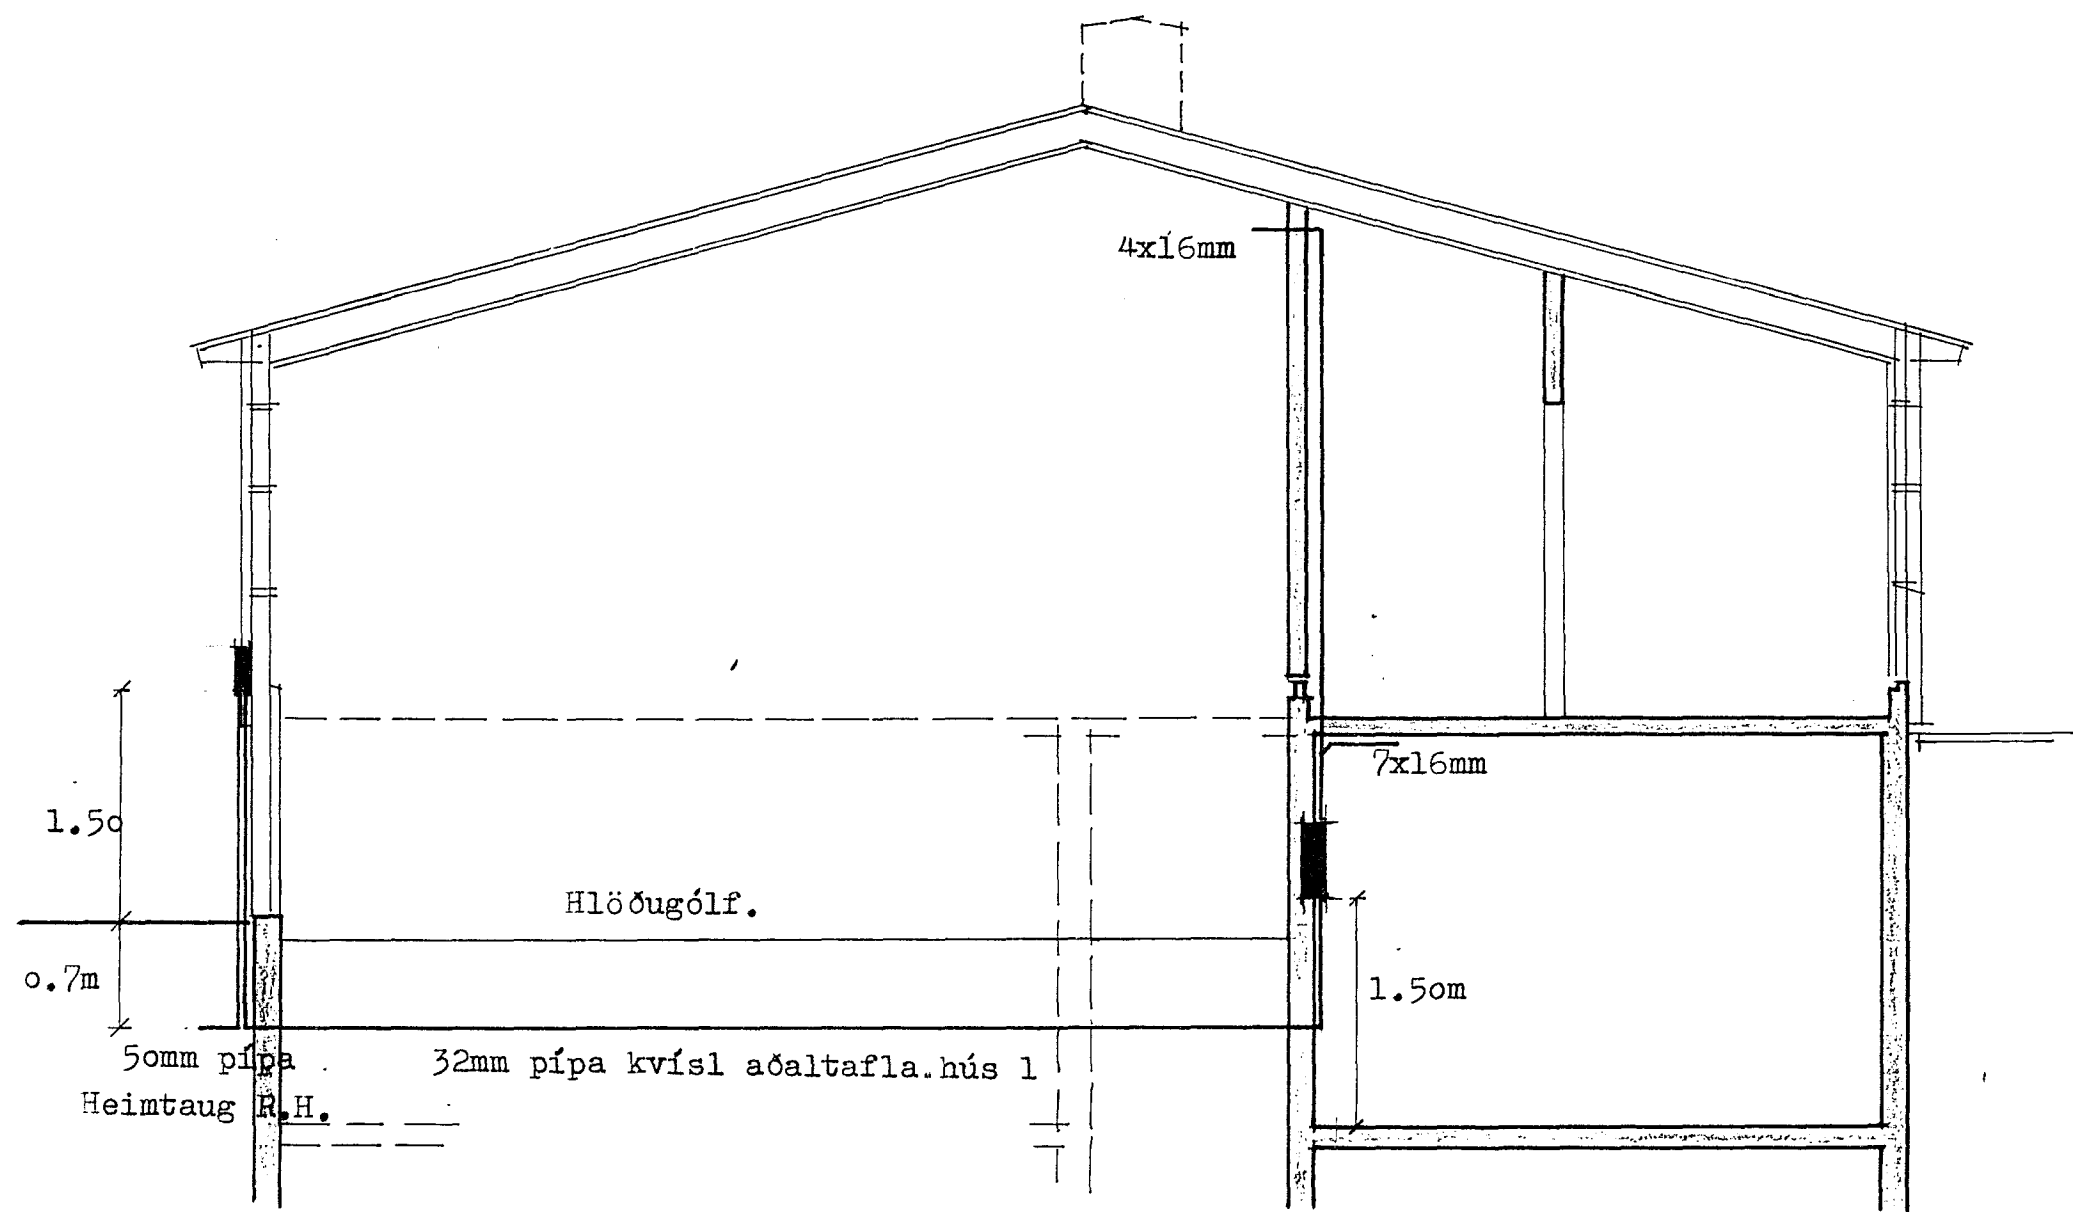 4x16mm
7x16mm
1.5o
Hlöðugólf.
o.7m
1.5om
5omm pípa
32mm pípa kvísl aðaltafla.hús 1
Heimtaug R.H.